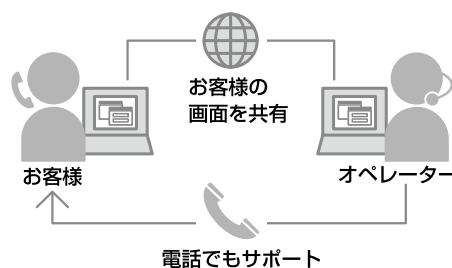 お客様の
画面を共有
お客様
オペレーター
電話でもサポート